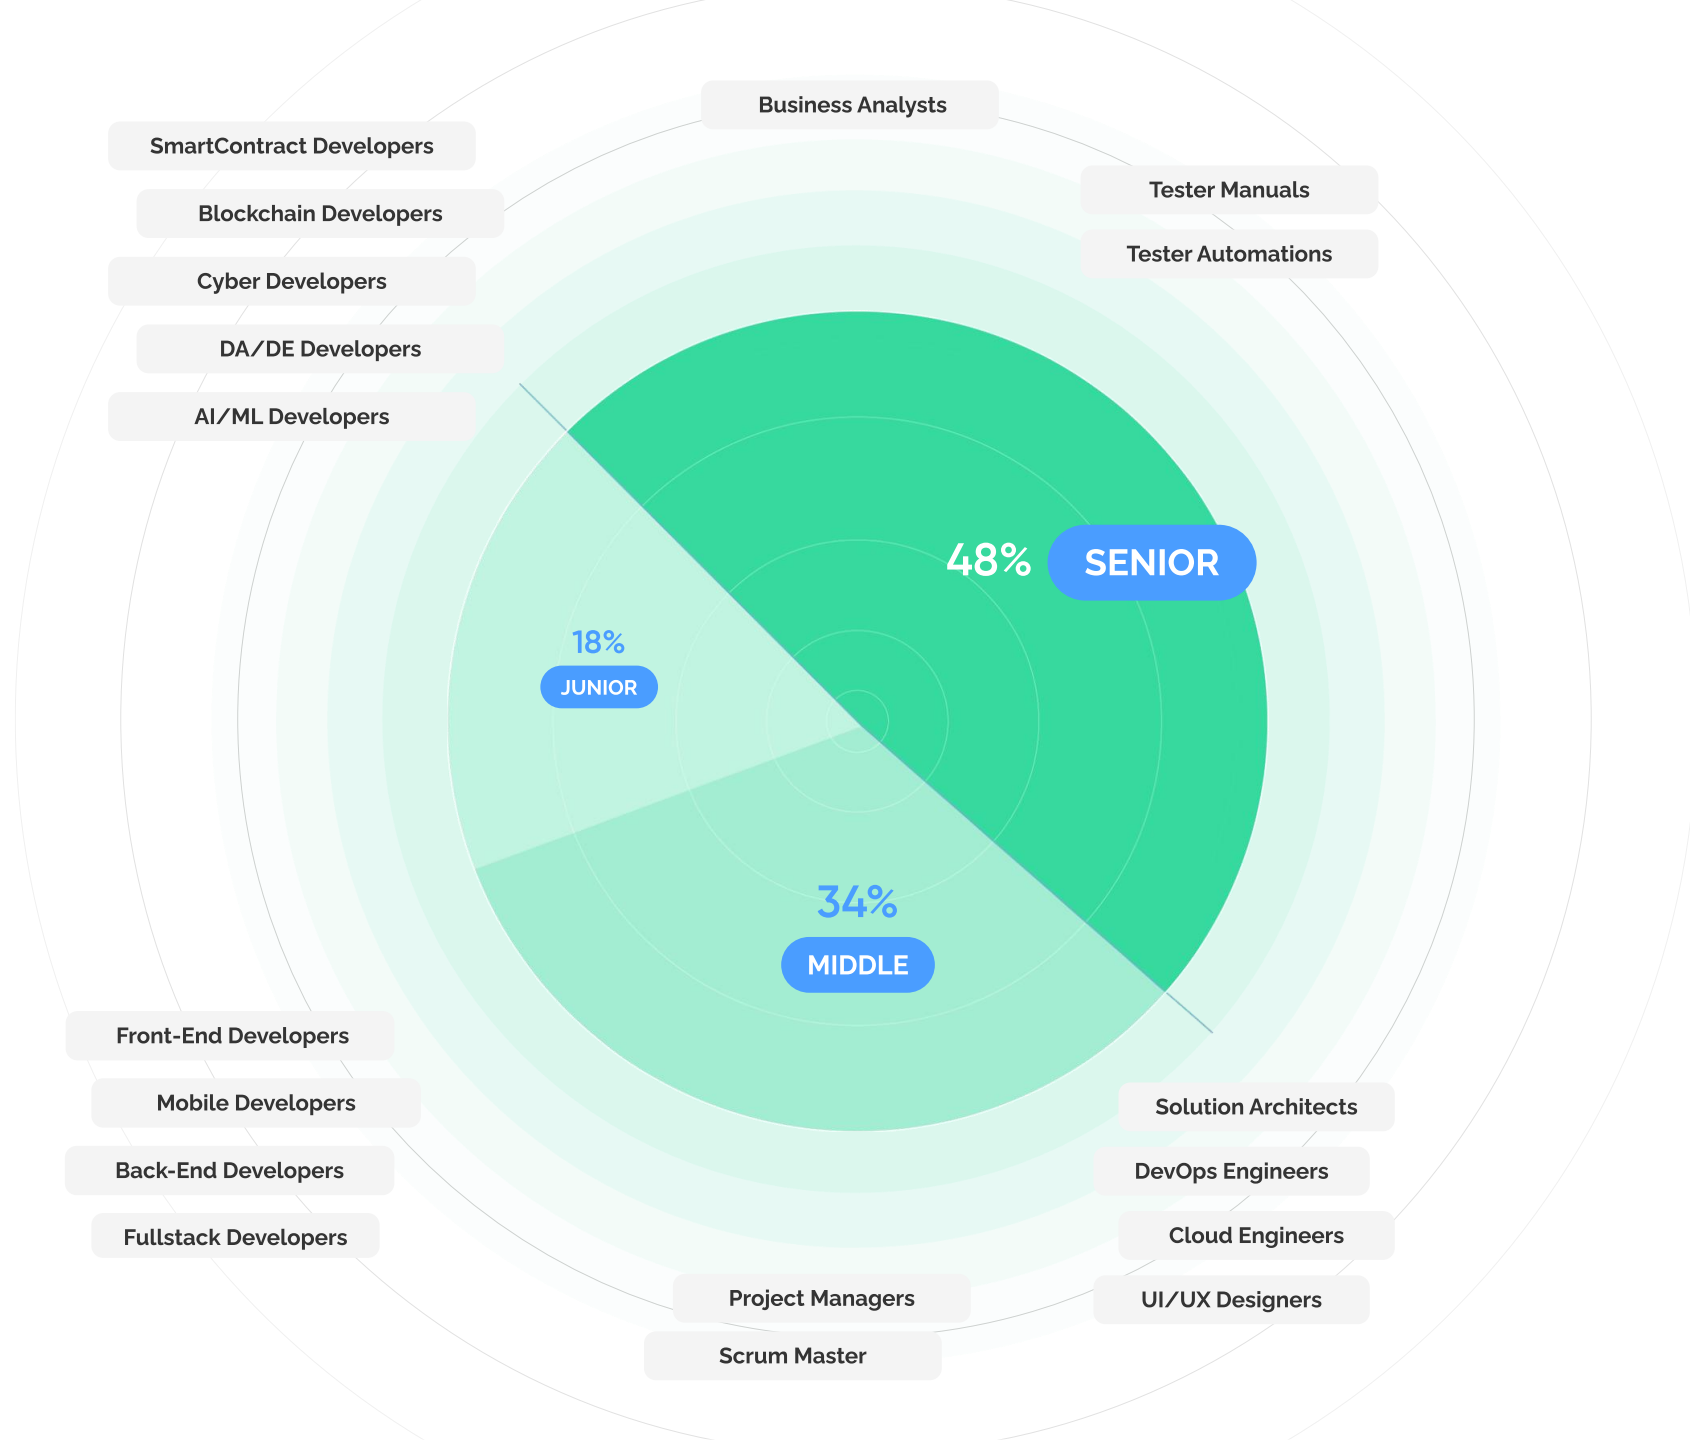 Business Analysts
SmartContract Developers
Blockchain Developers
Cyber Developers
DA/DE Developers
AI/ML Developers
Tester Manuals
Tester Automations
48%
SENIOR
18%
JUNIOR
34%
MIDDLE
Front-End Developers
Mobile Developers
Back-End Developers
Fullstack Developers
Solution Architects
DevOps Engineers
Cloud Engineers
UI/UX Designers
Project Managers
Scrum Master